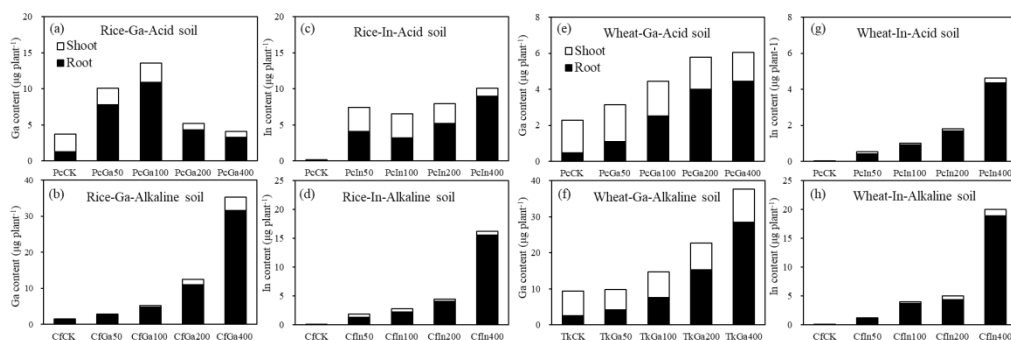 (a) Rice-Ga-Acid soil
Ga content (µg plant⁻¹)
20
15
10
5
0
Shoot
Root
PcCK PcGa50 PcGa100 PcGa200 PcGa400
(c) Rice-In-Acid soil
In content (µg plant⁻¹)
20
15
10
5
0
PcCK PcIn50 PcIn100 PcIn200 PcIn400
(e) Wheat-Ga-Acid soil
Ga content (µg plant⁻¹)
8
6
4
2
0
Shoot
Root
PcCK PcGa50 PcGa100 PcGa200 PcGa400
(g) Wheat-In-Acid soil
In content (µg plant-1)
8
6
4
2
0
PcCK PcIn50 PcIn100 PcIn200 PcIn400
(b) Rice-Ga-Alkaline soil
Ga content (µg plant⁻¹)
40
30
20
10
0
CfCK CfGa50 CfGa100 CfGa200 CfGa400
(d) Rice-In-Alkaline soil
In content (µg plant⁻¹)
25
20
15
10
5
0
CfCK CfIn50 CfIn100 CfIn200 CfIn400
(f) Wheat-Ga-Alkaline soil
Ga content (µg plant⁻¹)
40
30
20
10
0
TkCK TkGa50 TkGa100 TkGa200 TkGa400
(h) Wheat-In-Alkaline soil
In content (µg plant⁻¹)
25
20
15
10
5
0
CfCK CfIn50 CfIn100 CfIn200 CfIn400